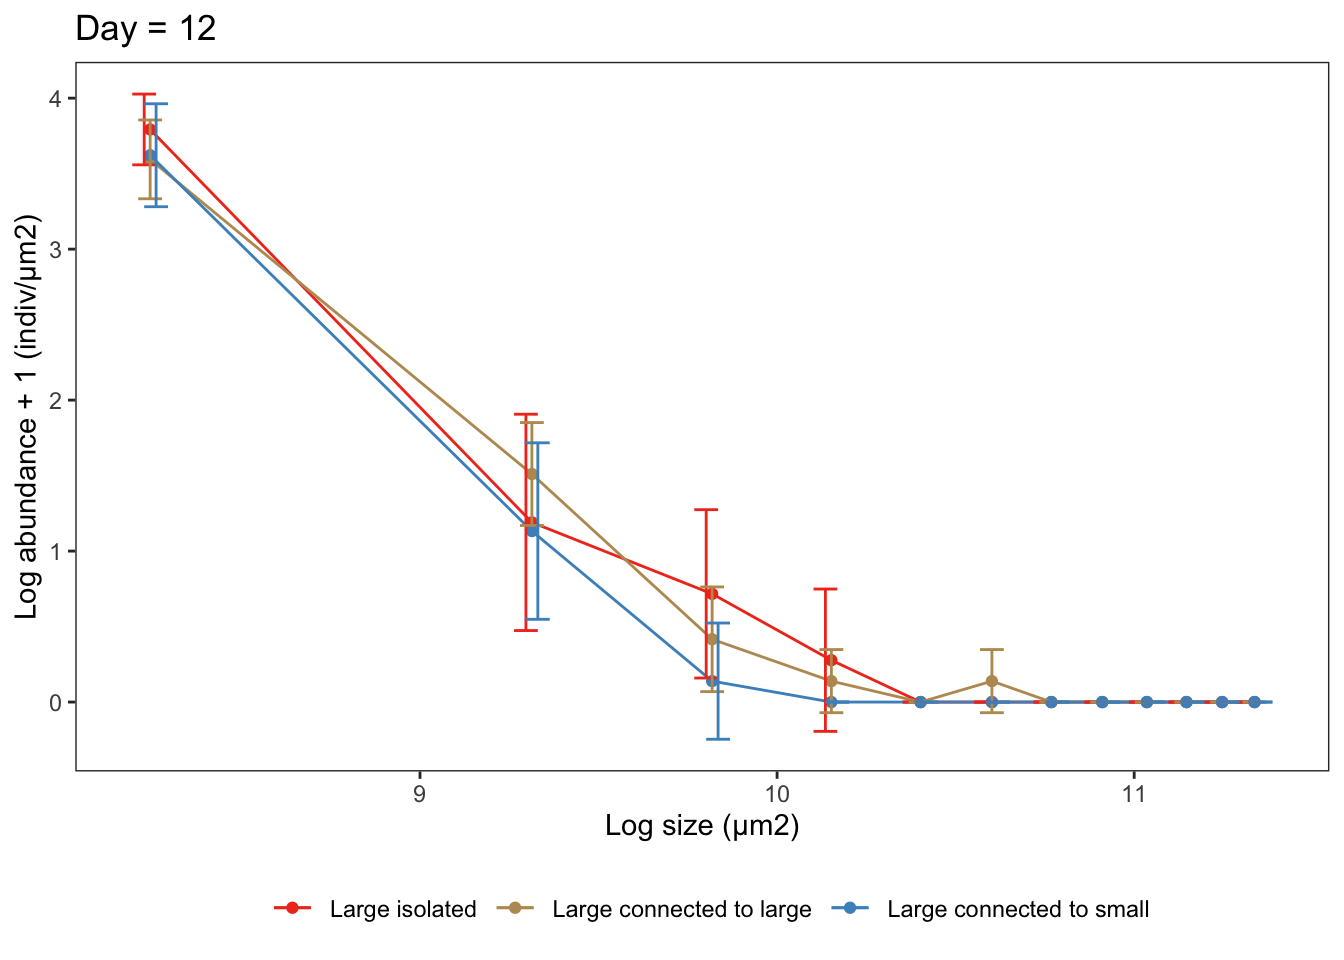 Day = 12
Log abundance + 1 (indiv/µm2)
4
3
2
1
0
9 10 11
Log size (µm2)
Large isolated Large connected to large Large connected to small